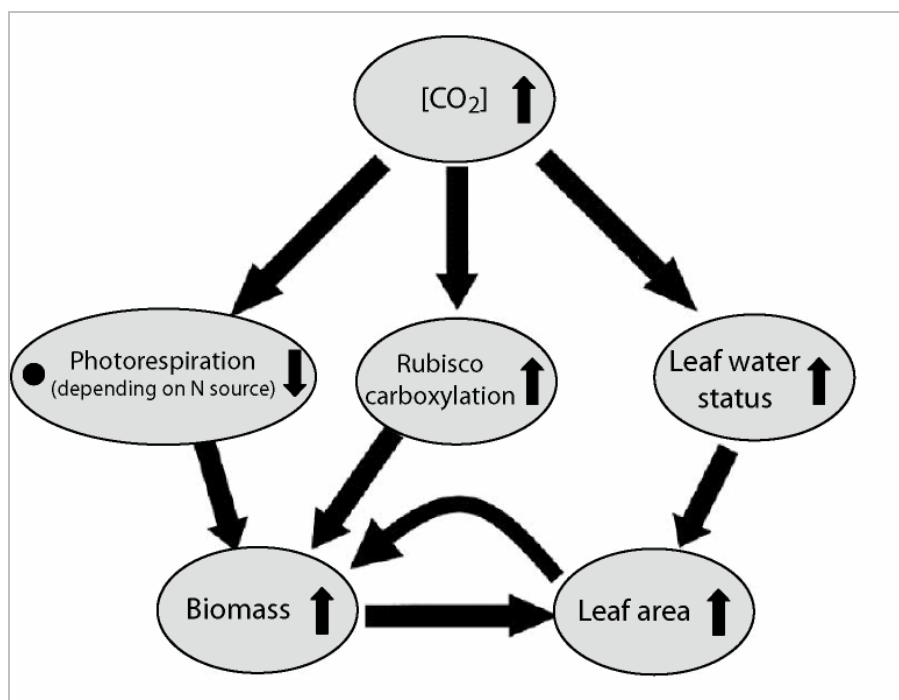 [CO₂]
Photorespiration
(depending on N source)
Rubisco
carboxylation
Leaf water
status
Biomass
Leaf area